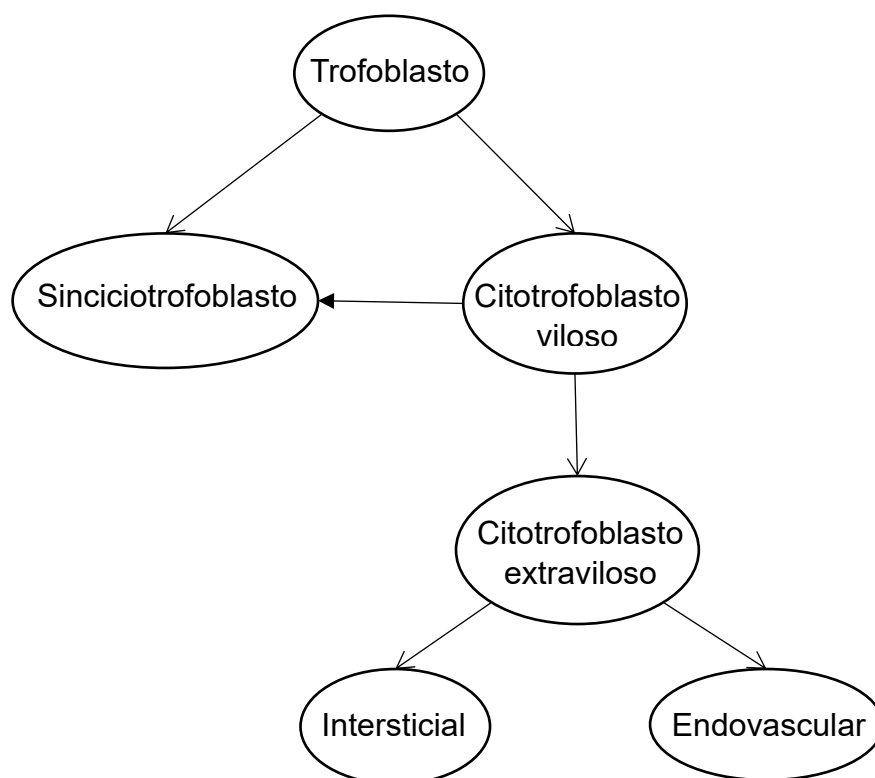 Trofoblasto
Sinciciotrofoblasto
Citotrofoblasto
viloso
Citotrofoblasto
extraviloso
Intersticial
Endovascular